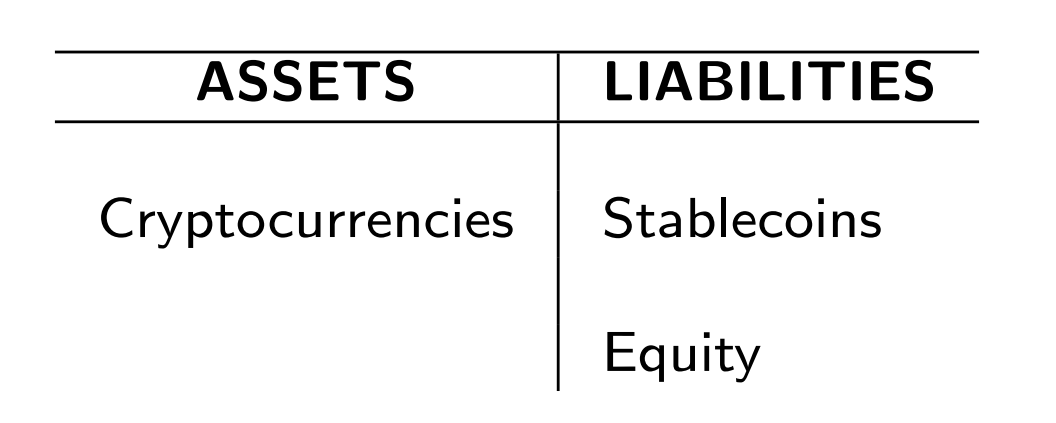 ASSETS LIABILITIES
Cryptocurrencies Stablecoins
Equity